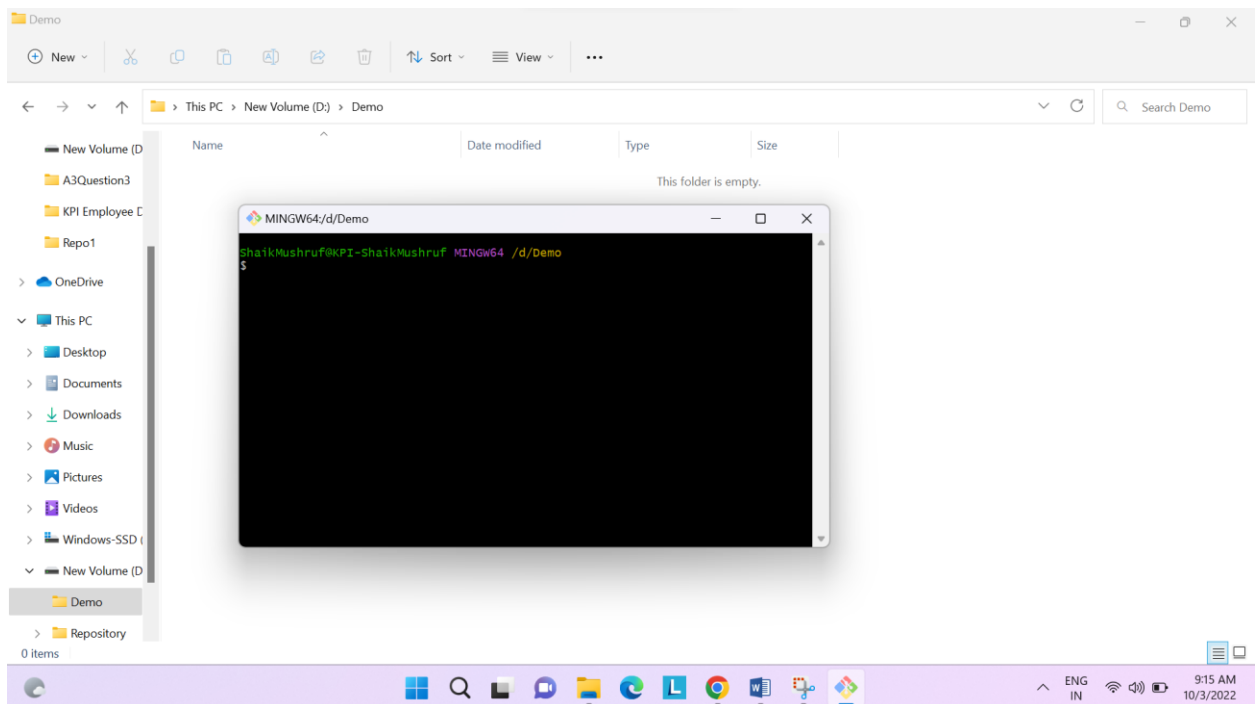 Demo
New
Sort
View
This PC > New Volume (D:) > Demo
Search Demo
Name
Date modified
Type
Size
This folder is empty.
New Volume (D
A3Question3
KPI Employee D
Repo1
OneDrive
This PC
Desktop
Documents
Downloads
Music
Pictures
Videos
Windows-SSD (
New Volume (D
Demo
Repository
MINGW64:/d/Demo
ShaikMushruf@KPI-ShaikMushruf MINGW64 /d/Demo
$
0 items
L
W
ENG
IN
9:15 AM
10/3/2022